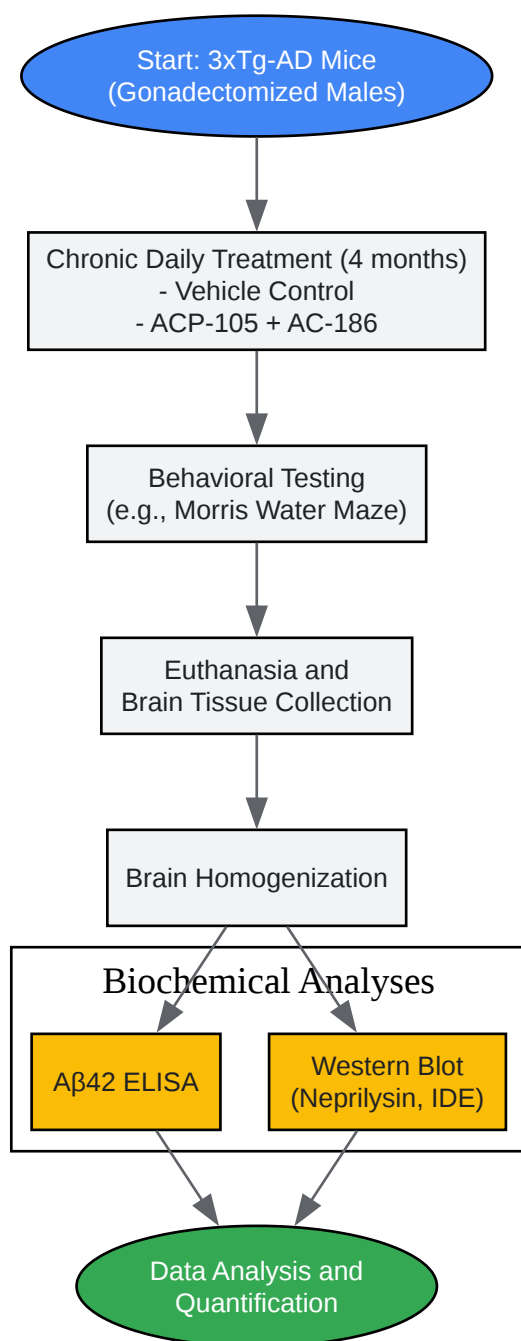 Start: 3xTg-AD Mice
(Gonadectomized Males)
Chronic Daily Treatment (4 months)
- Vehicle Control
- ACP-105 + AC-186
Behavioral Testing
(e.g., Morris Water Maze)
Euthanasia and
Brain Tissue Collection
Brain Homogenization
Biochemical Analyses
Aβ42 ELISA
Western Blot
(Neprilysin, IDE)
Data Analysis and
Quantification